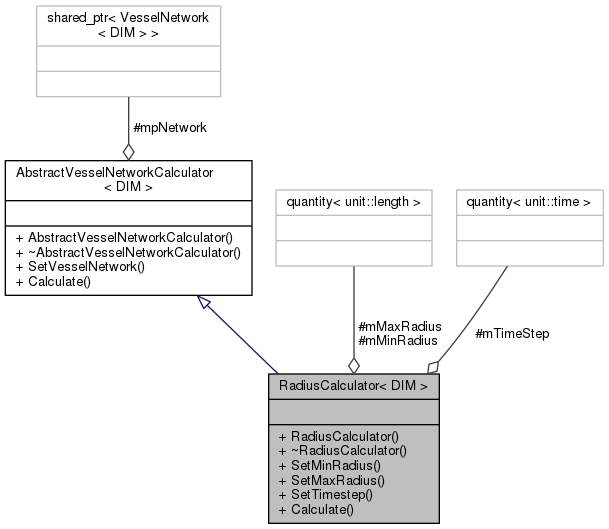 shared_ptr< VesselNetwork
< DIM > >
#mpNetwork
AbstractVesselNetworkCalculator
< DIM >
+ AbstractVesselNetworkCalculator()
+ ~AbstractVesselNetworkCalculator()
+ SetVesselNetwork()
+ Calculate()
quantity< unit::length >
quantity< unit::time >
#mMaxRadius
#mMinRadius
#mTimeStep
RadiusCalculator< DIM >
+ RadiusCalculator()
+ ~RadiusCalculator()
+ SetMinRadius()
+ SetMaxRadius()
+ SetTimestep()
+ Calculate()